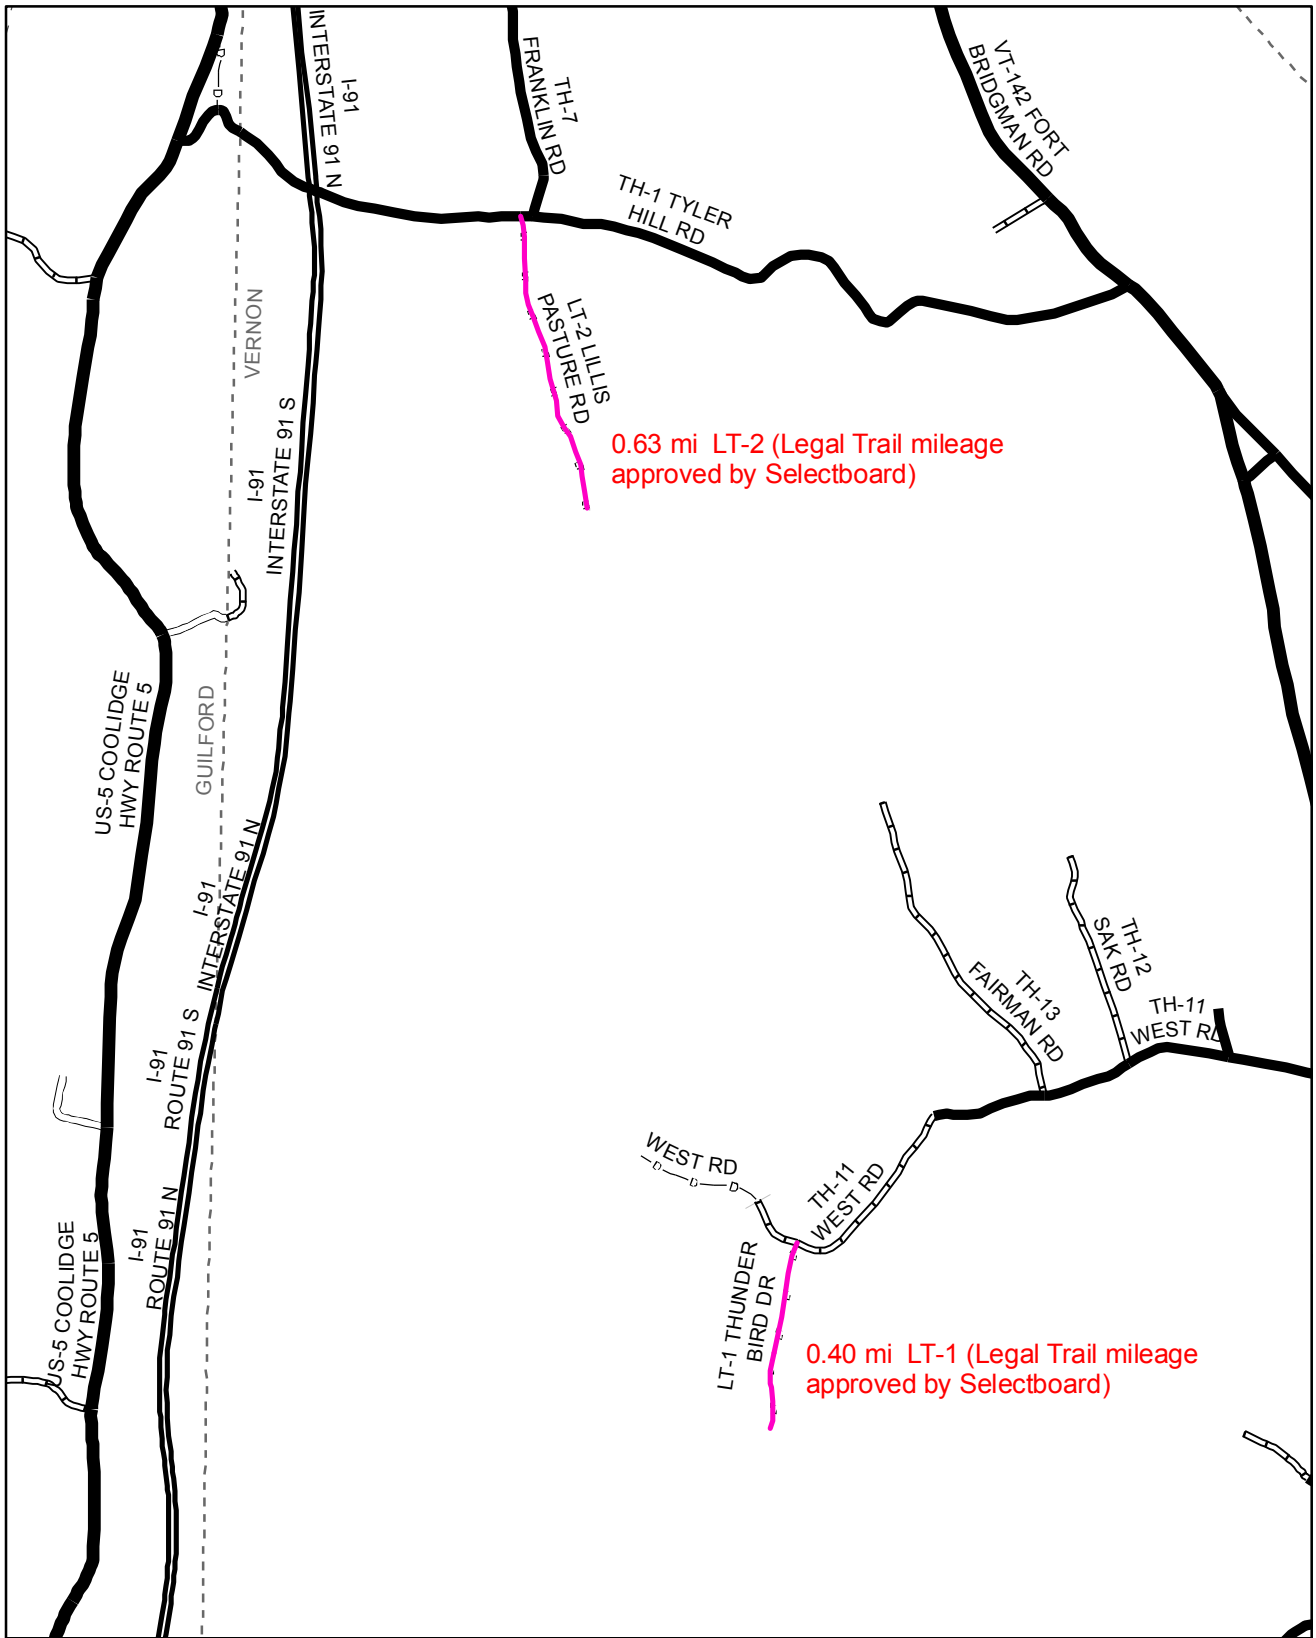 I-91
INTERSTATE 91 N
TH-7
FRANKLIN RD
VT-142 FORT
BRIDGMAN RD
D
D
TH-1 TYLER
HILL RD
VERNON
LT-2 LILLIS
PASTURE RD
I-91
INTERSTATE 91 S
0.63 mi  LT-2 (Legal Trail mileage
approved by Selectboard)
US-5 COOLIDGE
HWY ROUTE 5
GUILFORD
I-91
INTERSTATE 91 N
TH-13
FAIRMAN RD
TH-12
SAK RD
TH-11
WEST RD
I-91
ROUTE 91 S
WEST RD
D
D
D
TH-11
WEST RD
I-91
ROUTE 91 N
US-5 COOLIDGE
HWY ROUTE 5
LT-1 THUNDER
BIRD DR
0.40 mi  LT-1 (Legal Trail mileage
approved by Selectboard)